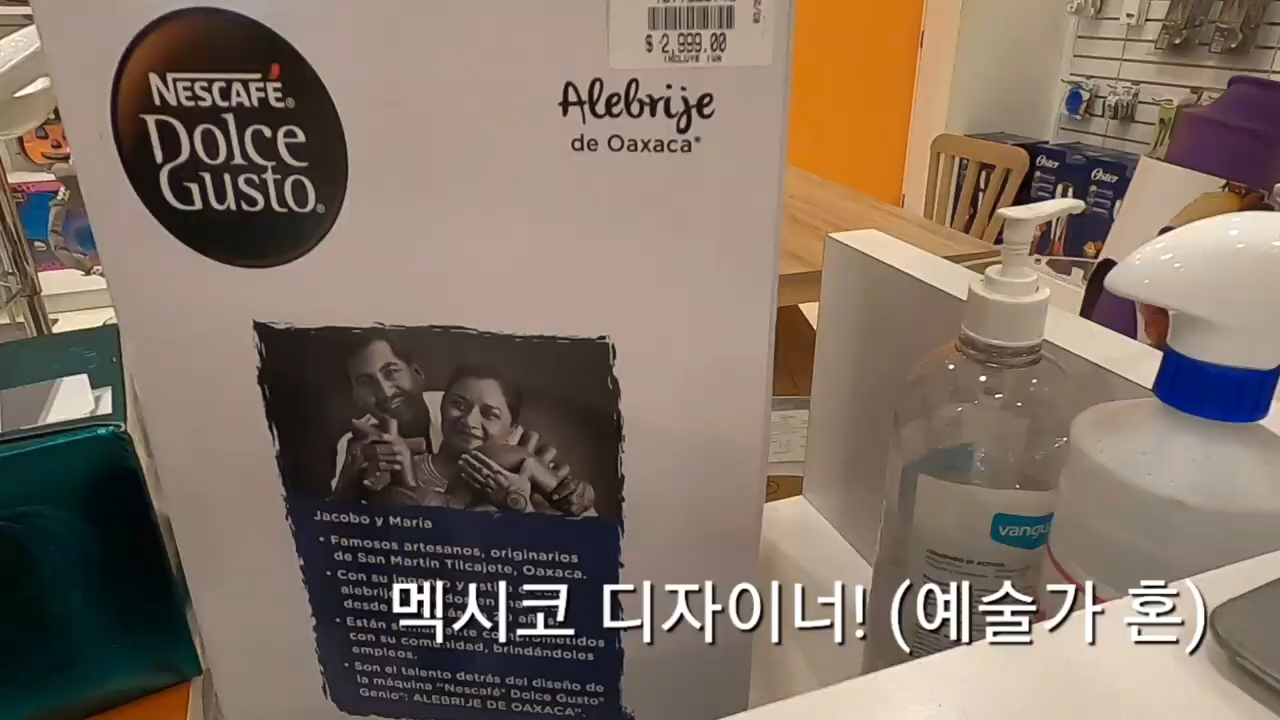 $ 2,999.00
INCLUYE IVA
NESCAFÉ®
Dolce
Gusto®
Alebrije
de Oaxaca*
Oster
Oster
Jacobo y María
• Famosos artesanos, originarios
de San Martín Tilcajete, Oaxaca.
• Con su ingenio y
desde
• Están
con su comunidad, brindándoles
empleos.
• Son el talento detrás del diseño de
la máquina "Nescafé® Dolce Gusto®
Genio®: ALEBRIJE DE OAXACA".
멕시코 디자이너! (예술가 혼)